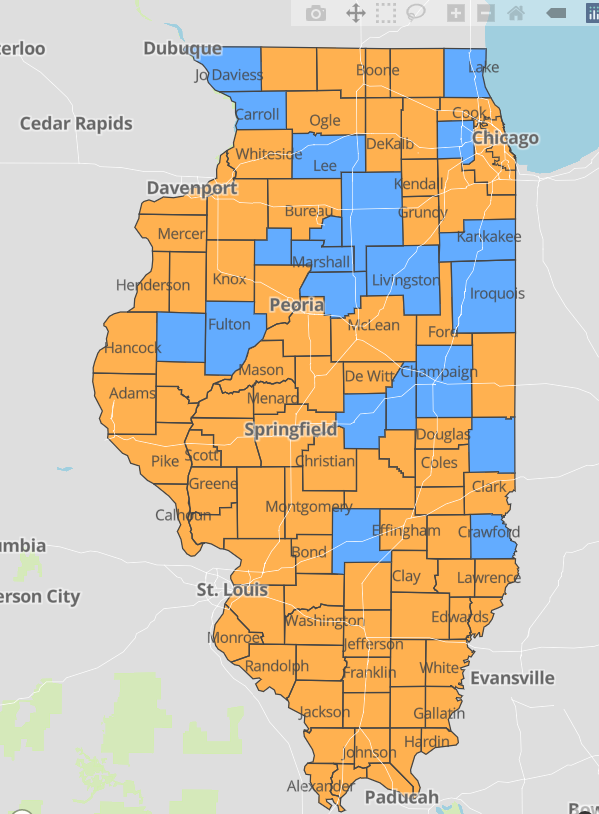 terloo
Dubuque
Lake
Boone
Jo Daviess
Cook
Carroll
Ogle
Cedar Rapids
Chicago
DeKalb
Whiteside
Lee
Davenport
Kendall
Bureau
Grundy
Mercer
Kankakee
Marshall
Knox
Livingston
Henderson
Iroquois
Peoria
Fulton
McLean
Ford
Hancock
Mason
De Witt
Champaign
Adams
Menard
Springfield
Douglas
Scott
Pike
Christian
Coles
Greene
Clark
Montgomery
Calhoun
Effingham
Crawford
umbia
Bond
Clay
Lawrence
St. Louis
erson City
Edwards
Washington
Monroe
Jefferson
Randolph
White
Franklin
Evansville
Jackson
Gallatin
Hardin
Johnson
Alexander
Paducah
Bow